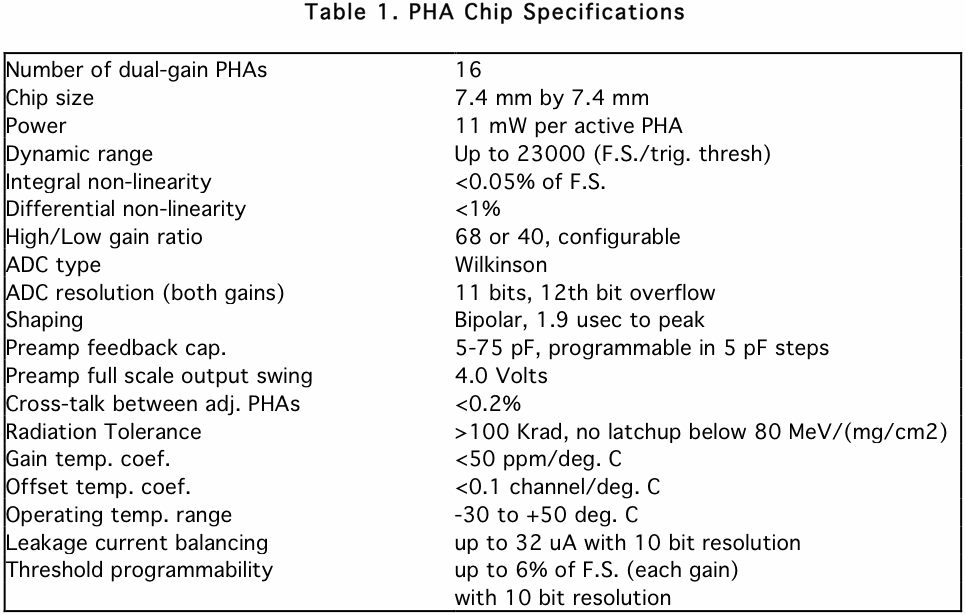 Table 1. PHA Chip Specifications
Number of dual-gain PHAs 16
Chip size 7.4 mm by 7.4 mm
Power 11 mW per active PHA
Dynamic range Up to 23000 (F.S./trig. thresh)
Integral non-linearity <0.05% of F.S.
Differential non-linearity <1%
High/Low gain ratio 68 or 40, configurable
ADC type Wilkinson
ADC resolution (both gains) 11 bits, 12th bit overflow
Shaping Bipolar, 1.9 usec to peak
Preamp feedback cap. 5-75 pF, programmable in 5 pF steps
Preamp full scale output swing 4.0 Volts
Cross-talk between adj. PHAs <0.2%
Radiation Tolerance >100 Krad, no latchup below 80 MeV/(mg/cm2)
Gain temp. coef. <50 ppm/deg. C
Offset temp. coef. <0.1 channel/deg. C
Operating temp. range -30 to +50 deg. C
Leakage current balancing up to 32 uA with 10 bit resolution
Threshold programmability up to 6% of F.S. (each gain)
with 10 bit resolution